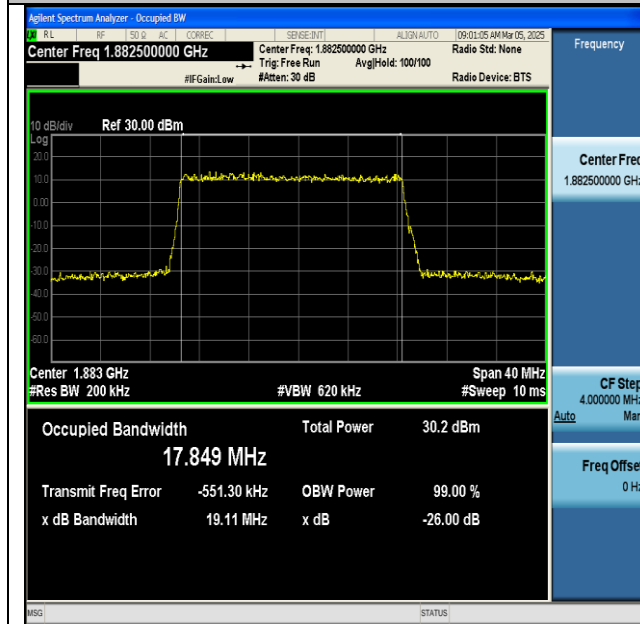 Agilent Spectrum Analyzer - Occupied BW
RL RF 50 Ω AC CORREC SENSE:INT ALIGN AUTO 09:01:05 AM Mar 05, 2025
Center Freq 1.882500000 GHz
Center Freq: 1.882500000 GHz Radio Std: None
Trig: Free Run Avg|Hold: 100/100
#IFGain:Low #Atten: 30 dB Radio Device: BTS
10 dB/div Ref 30.00 dBm
Log
20.0
10.0
0.00
-10.0
-20.0
-30.0
-40.0
-50.0
-60.0
Center 1.883 GHz Span 40 MHz
#Res BW 200 kHz #VBW 620 kHz #Sweep 10 ms
Occupied Bandwidth Total Power 30.2 dBm
17.849 MHz
Transmit Freq Error -551.30 kHz OBW Power 99.00 %
x dB Bandwidth 19.11 MHz x dB -26.00 dB
MSG STATUS
Frequency
Center Freq
1.882500000 GHz
CF Step
4.000000 MHz
Auto Man
Freq Offset
0 Hz